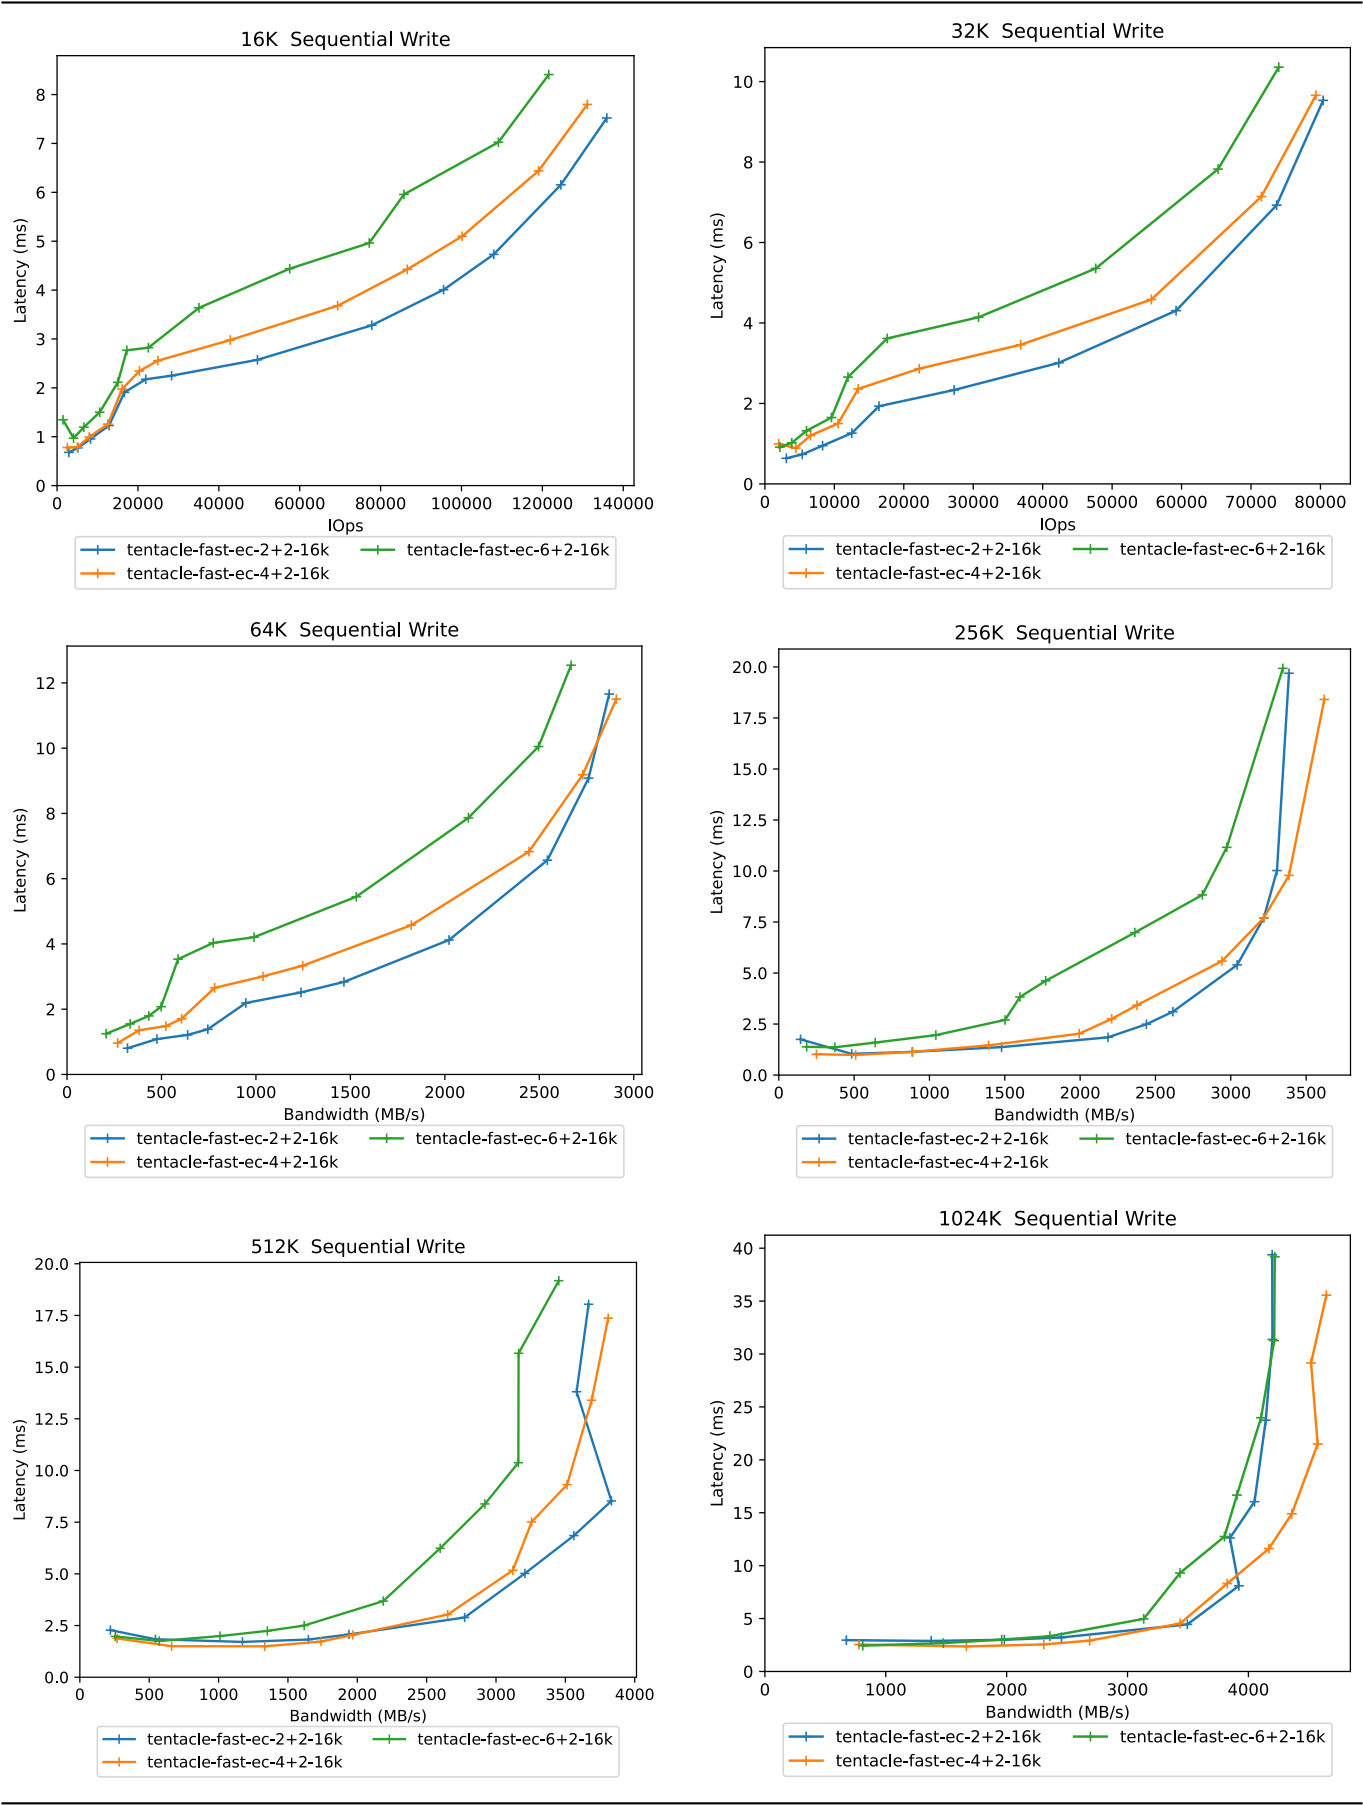 16K  Sequential Write
8
7
6
5
4
3
2
1
0
Latency (ms)
0 20000 40000 60000 80000 100000 120000 140000
IOps
tentacle-fast-ec-2+2-16k tentacle-fast-ec-6+2-16k
tentacle-fast-ec-4+2-16k
32K  Sequential Write
10
8
6
4
2
0
Latency (ms)
0 10000 20000 30000 40000 50000 60000 70000 80000
IOps
tentacle-fast-ec-2+2-16k tentacle-fast-ec-6+2-16k
tentacle-fast-ec-4+2-16k
64K  Sequential Write
12
10
8
6
4
2
0
Latency (ms)
0 500 1000 1500 2000 2500 3000
Bandwidth (MB/s)
tentacle-fast-ec-2+2-16k tentacle-fast-ec-6+2-16k
tentacle-fast-ec-4+2-16k
256K  Sequential Write
20.0
17.5
15.0
12.5
10.0
7.5
5.0
2.5
0.0
Latency (ms)
0 500 1000 1500 2000 2500 3000 3500
Bandwidth (MB/s)
tentacle-fast-ec-2+2-16k tentacle-fast-ec-6+2-16k
tentacle-fast-ec-4+2-16k
512K  Sequential Write
20.0
17.5
15.0
12.5
10.0
7.5
5.0
2.5
0.0
Latency (ms)
0 500 1000 1500 2000 2500 3000 3500 4000
Bandwidth (MB/s)
tentacle-fast-ec-2+2-16k tentacle-fast-ec-6+2-16k
tentacle-fast-ec-4+2-16k
1024K  Sequential Write
40
35
30
25
20
15
10
5
0
Latency (ms)
0 1000 2000 3000 4000
Bandwidth (MB/s)
tentacle-fast-ec-2+2-16k tentacle-fast-ec-6+2-16k
tentacle-fast-ec-4+2-16k